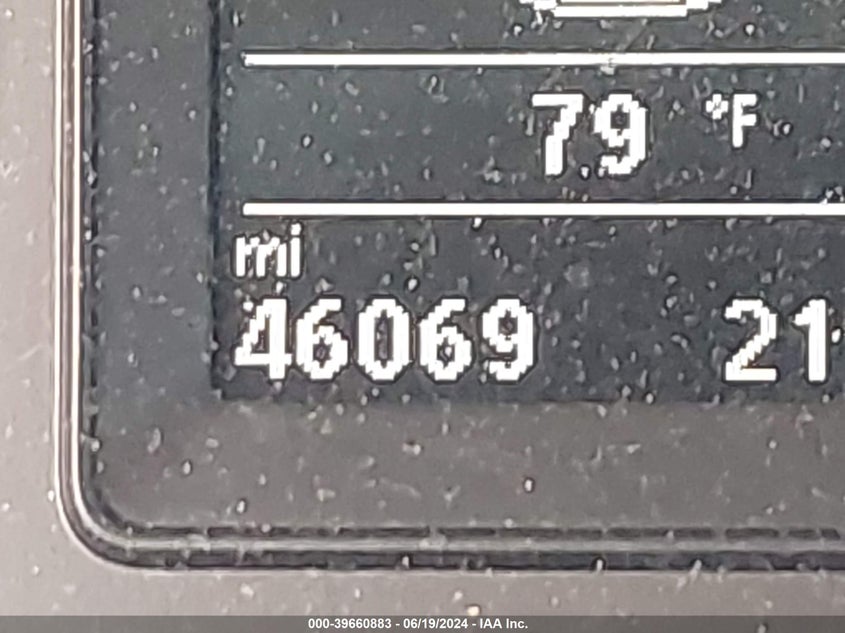 79 °F
mi
46069 21
000-39660883 - 06/19/2024 - IAA Inc.